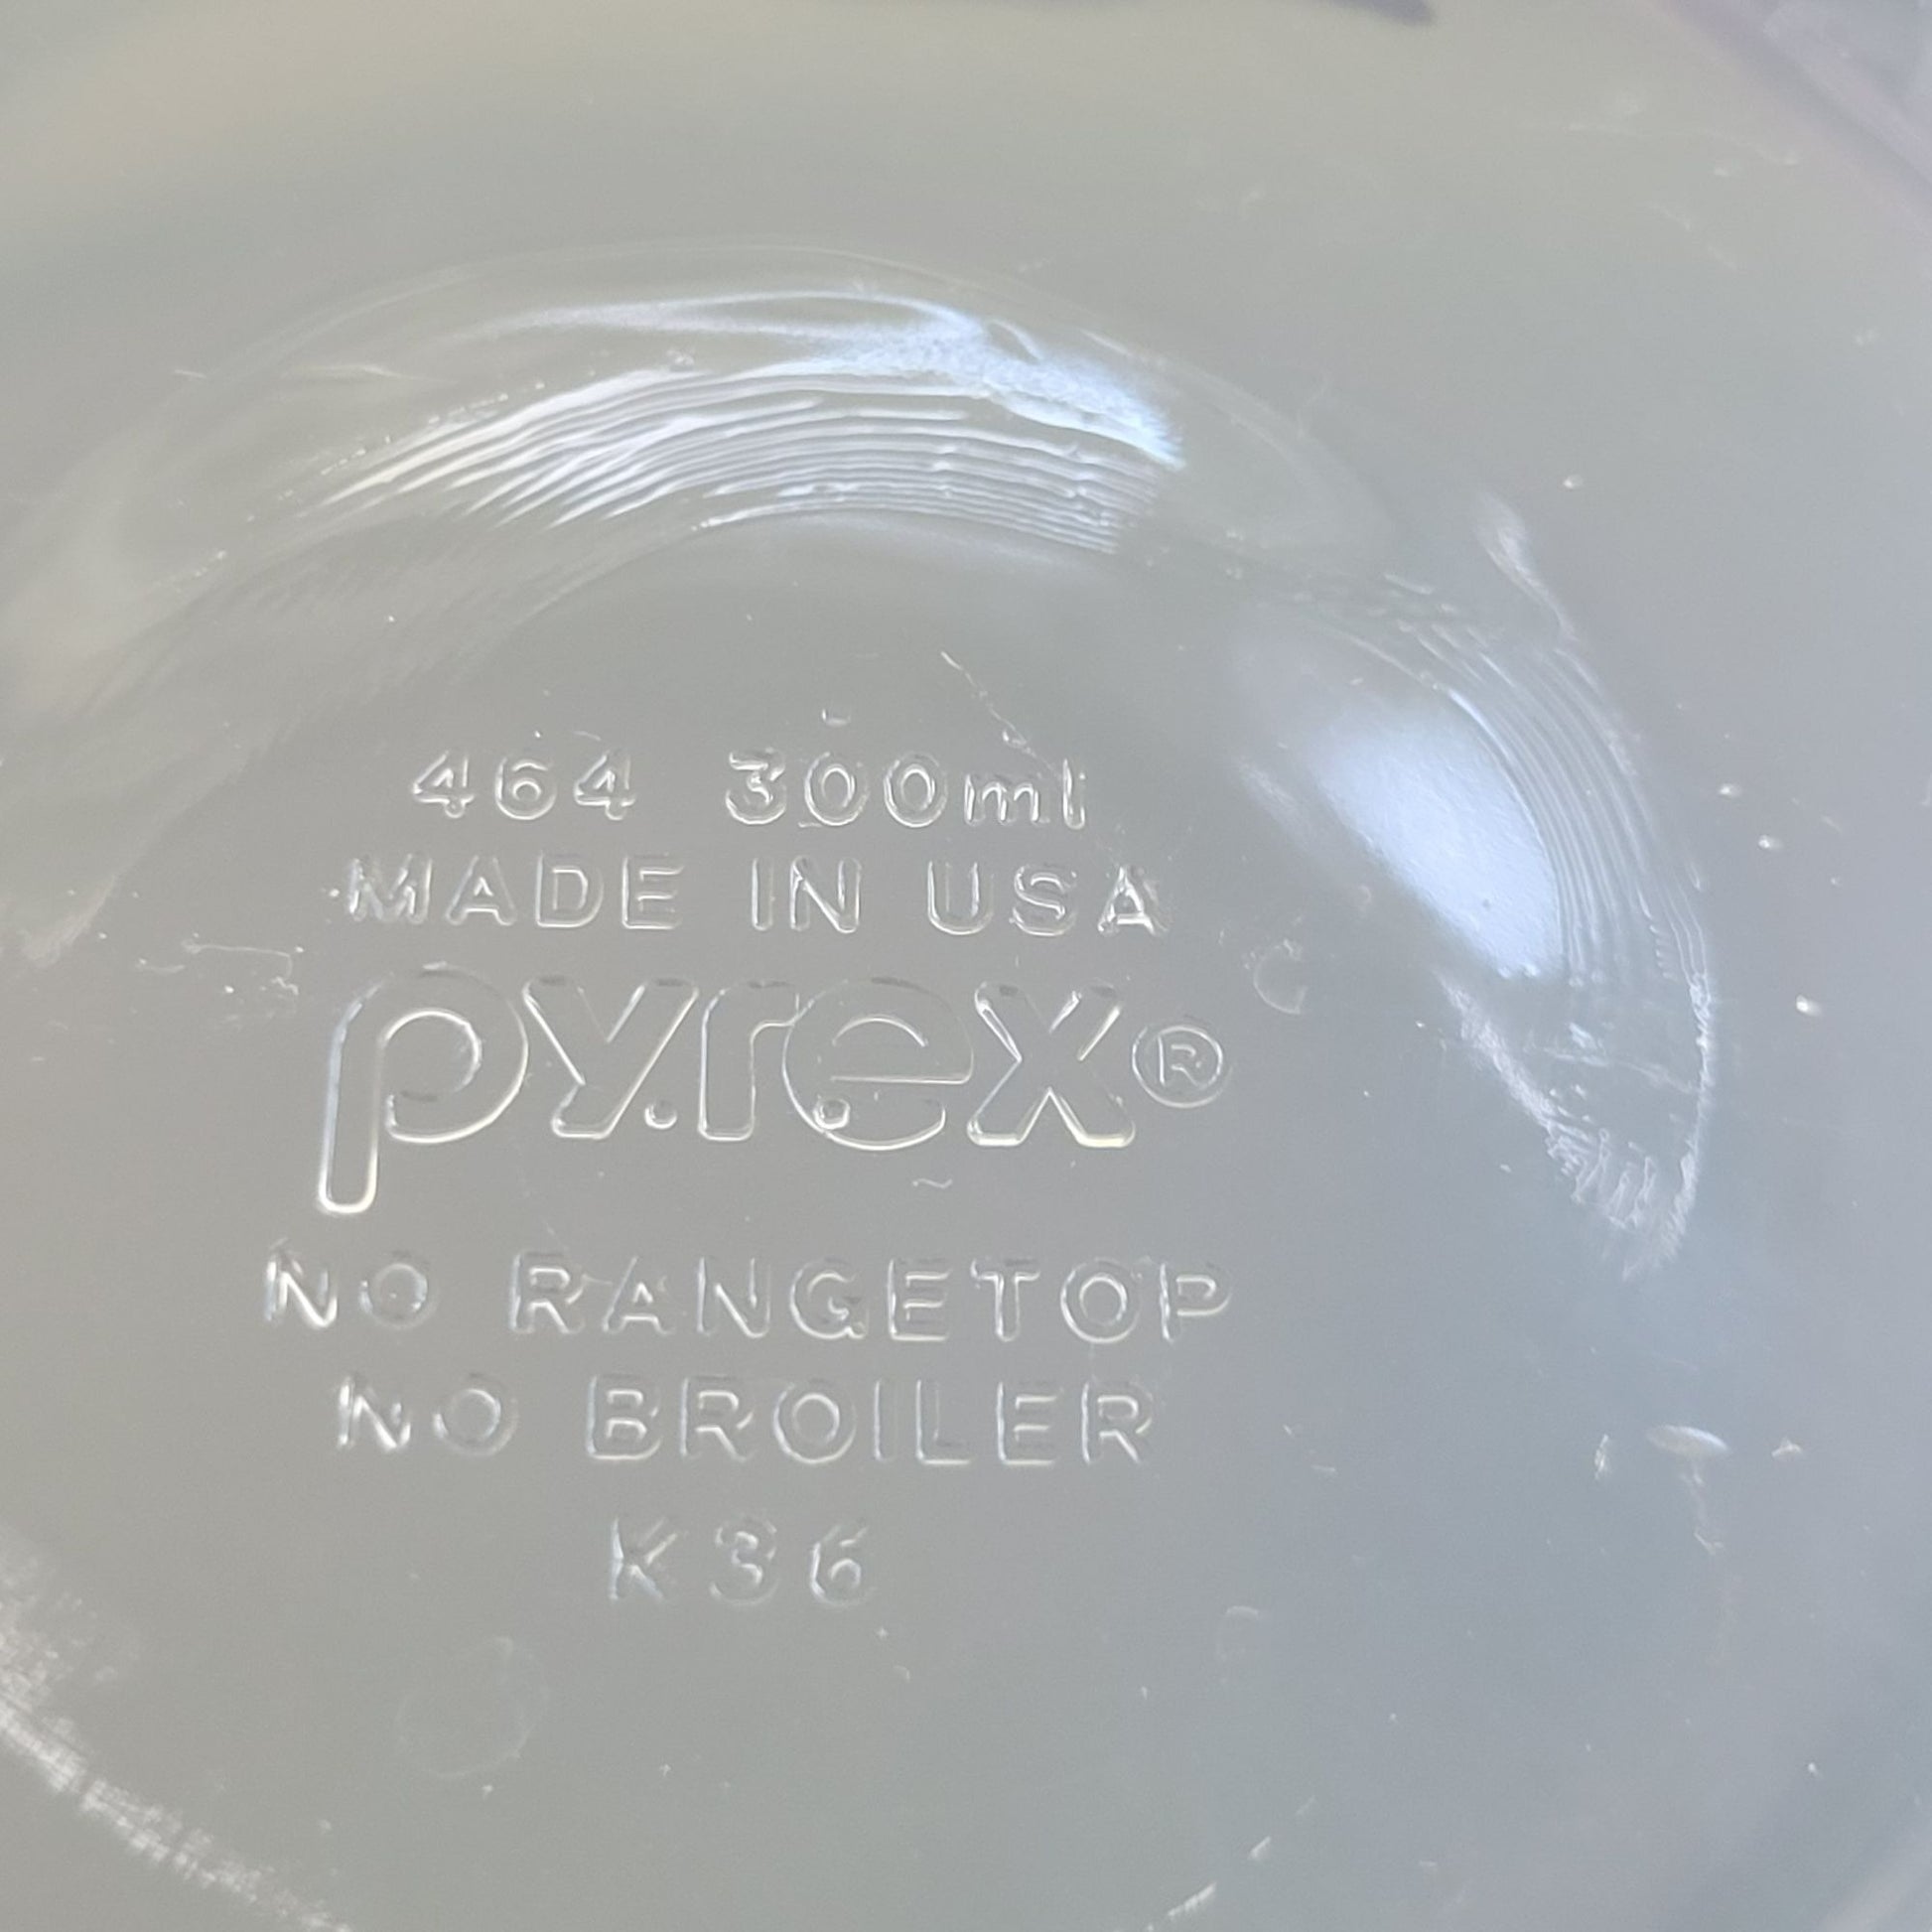 464 300ml
MADE IN USA
pyrex®
NO RANGETOP
NO BROILER
K36